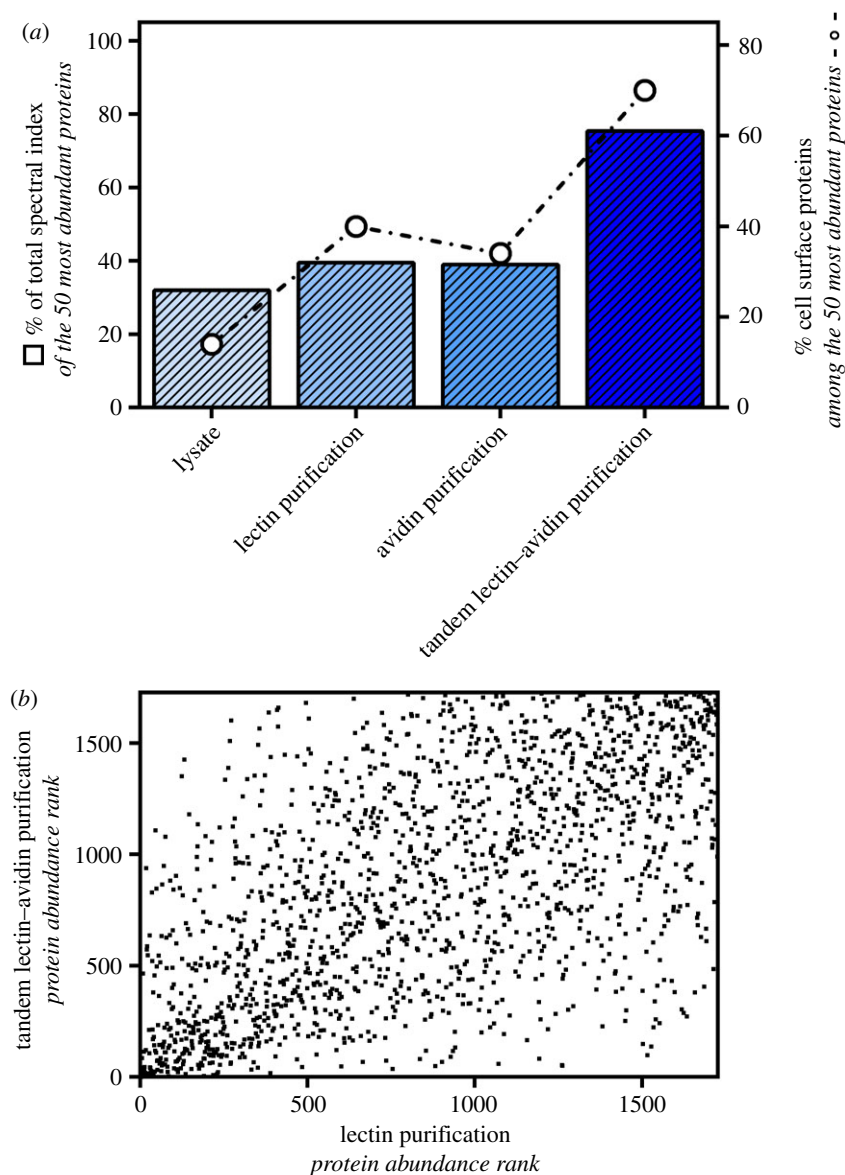 (a)
100
80
60
40
20
0
% of total spectral index
of the 50 most abundant proteins
80
60
40
20
0
% cell surface proteins
among the 50 most abundant proteins
lysate
lectin purification
avidin purification
tandem lectin–avidin purification
(b)
tandem lectin–avidin purification
protein abundance rank
1500
1000
500
0
0 500 1000 1500
lectin purification
protein abundance rank